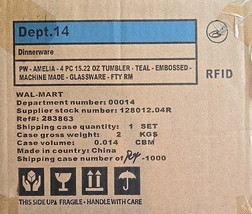 Dept.14
Dinnerware
PW - AMELIA - 4 PC 15.22 OZ TUMBLER - TEAL - EMBOSSED -
MACHINE MADE - GLASSWARE - FTY RM
RFID
WAL-MART
Department number: 00014
Supplier stock number: 128012.04R
Ref#: 283863
Shipping case quantity: 1 SET
Case gross weight: 2 KGS
Case volume: 0.014 CBM
Made in country: China
Shipping case number of -1000
THIS SIDE UP & FRAGILE - HANDLE WITH CARE